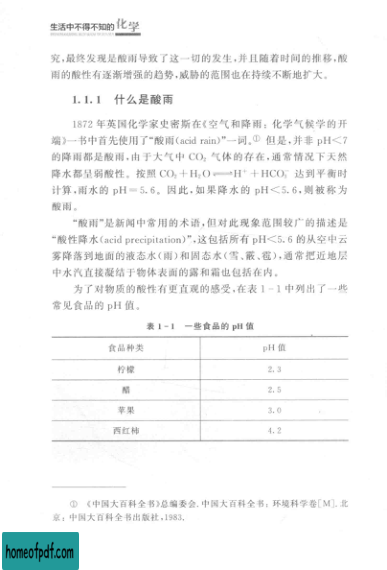 生活中不得不知的化学
究,最终发现是酸雨导致了这一切的发生,并且随着时间的推移,酸
雨的酸性有逐渐增强的趋势,威胁的范围也在持续不断地扩大。
1.1.1 什么是酸雨
1872 年英国化学家史密斯在《空气和降雨:化学气候学的开
端》一书中首先使用了“酸雨(acid rain)”一词。① 但是,并非 pH<7
的降雨都是酸雨,由于大气中 CO₂ 气体的存在,通常情况下天然
降水都呈弱酸性。按照 CO₂+H₂O⇌H⁺+HCO₃⁻ 达到平衡时
计算,雨水的 pH=5.6。因此,如果降水的 pH<5.6,则被称为
酸雨。
“酸雨”是新闻中常用的术语,但对此现象范围较广的描述是
“酸性降水(acid precipitation)”,这包括所有 pH<5.6 的从空中云
雾降落到地面的液态水(雨)和固态水(雪、霰、雹),通常把近地层
中水汽直接凝结于物体表面的露和霜也包括在内。
为了对物质的酸性有更直观的感受,在表 1-1 中列出了一些
常见食品的 pH 值。
表 1-1 一些食品的 pH 值
食品种类 pH 值
柠檬 2.3
醋 2.5
苹果 3.0
西红柿 4.2
① 《中国大百科全书》总编委会.中国大百科全书:环境科学卷[M].北
京:中国大百科全书出版社,1983.
homeofpdf.com